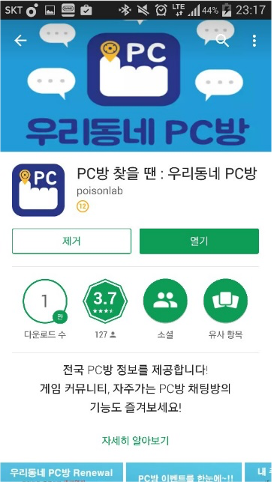 SKT LTE 44% 23:17
PC
우리동네 PC방
PC
PC방 찾을 땐 : 우리동네 PC방
poisonlab
12
제거 열기
1 만 3.7
다운로드 수 127 소셜 유사 항목
전국 PC방 정보를 제공합니다!
게임 커뮤니티, 자주가는 PC방 채팅방의
기능도 즐겨보세요!
자세히 알아보기
우리동네 PC방 Renewal PC방 이벤트를 한눈에~!! 내 주